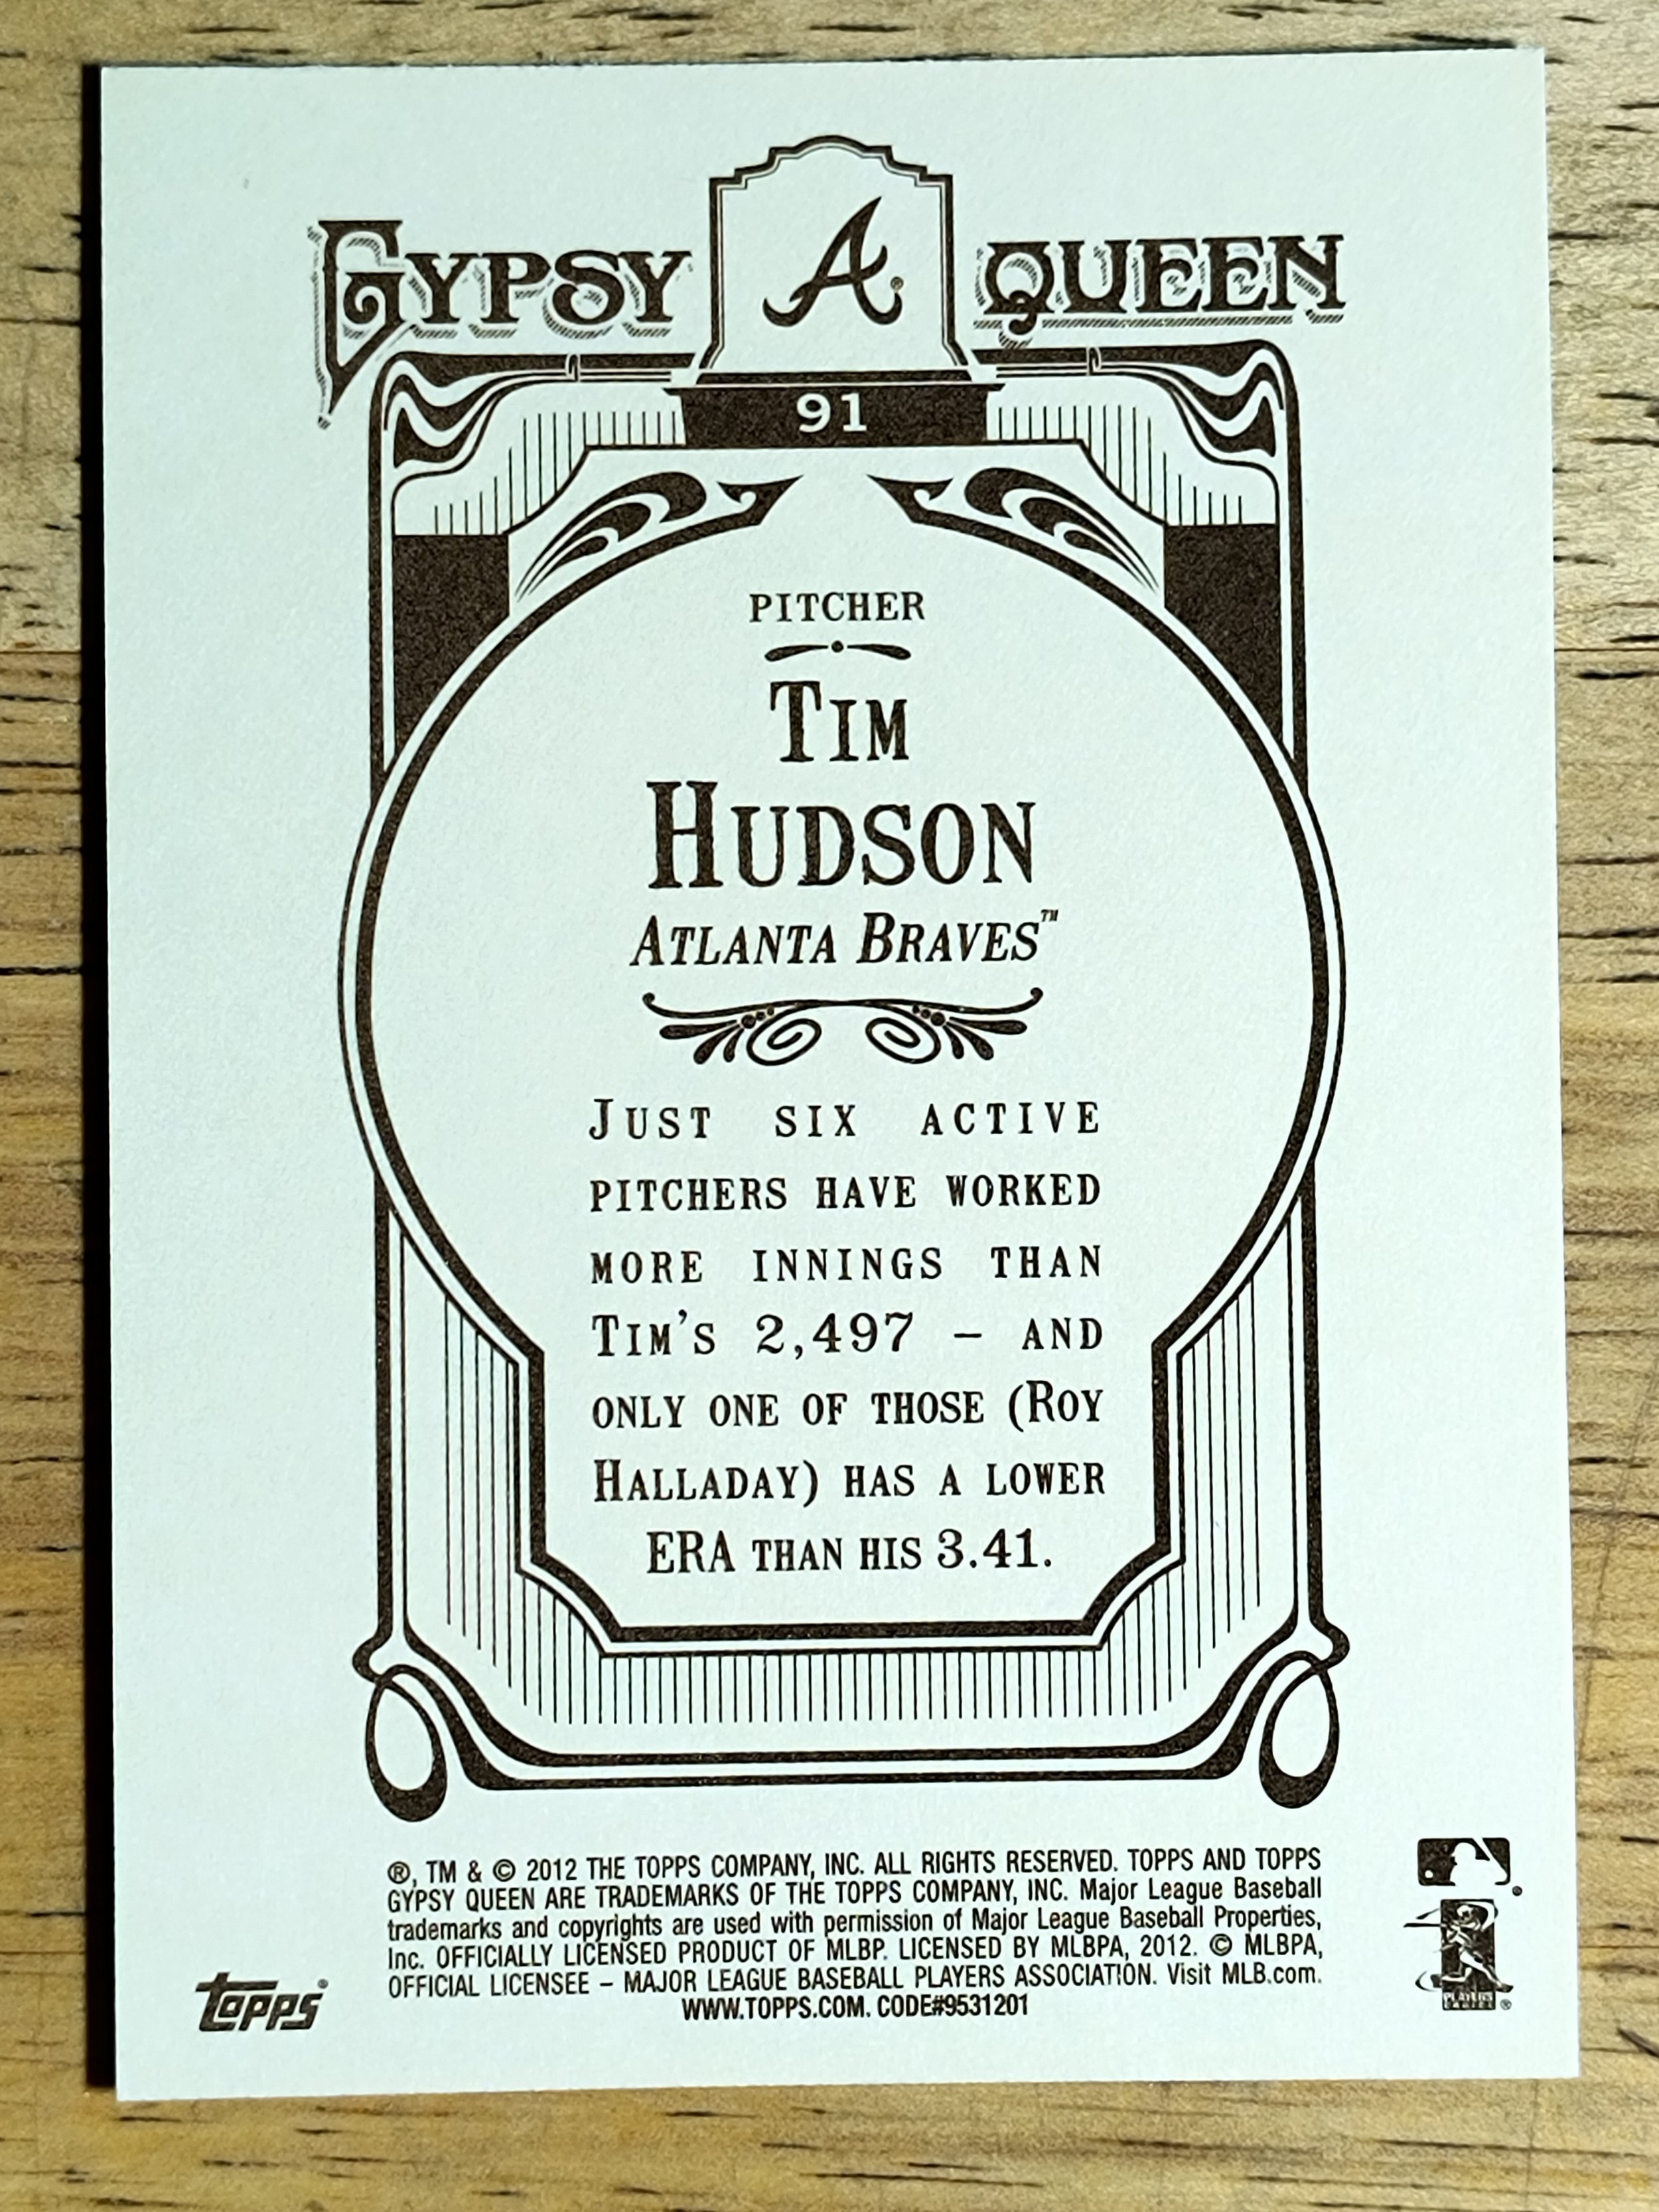 GYPSY A® QUEEN
91
PITCHER
TIM
HUDSON
ATLANTA BRAVES™
JUST SIX ACTIVE
PITCHERS HAVE WORKED
MORE INNINGS THAN
TIM'S 2,497 – AND
ONLY ONE OF THOSE (ROY
HALLADAY) HAS A LOWER
ERA THAN HIS 3.41.
®, TM & © 2012 THE TOPPS COMPANY, INC. ALL RIGHTS RESERVED. TOPPS AND TOPPS
GYPSY QUEEN ARE TRADEMARKS OF THE TOPPS COMPANY, INC. Major League Baseball
trademarks and copyrights are used with permission of Major League Baseball Properties,
Inc. OFFICIALLY LICENSED PRODUCT OF MLBP. LICENSED BY MLBPA, 2012. © MLBPA,
OFFICIAL LICENSEE – MAJOR LEAGUE BASEBALL PLAYERS ASSOCIATION. Visit MLB.com.
WWW.TOPPS.COM. CODE#9531201
topps®
PLAYERS